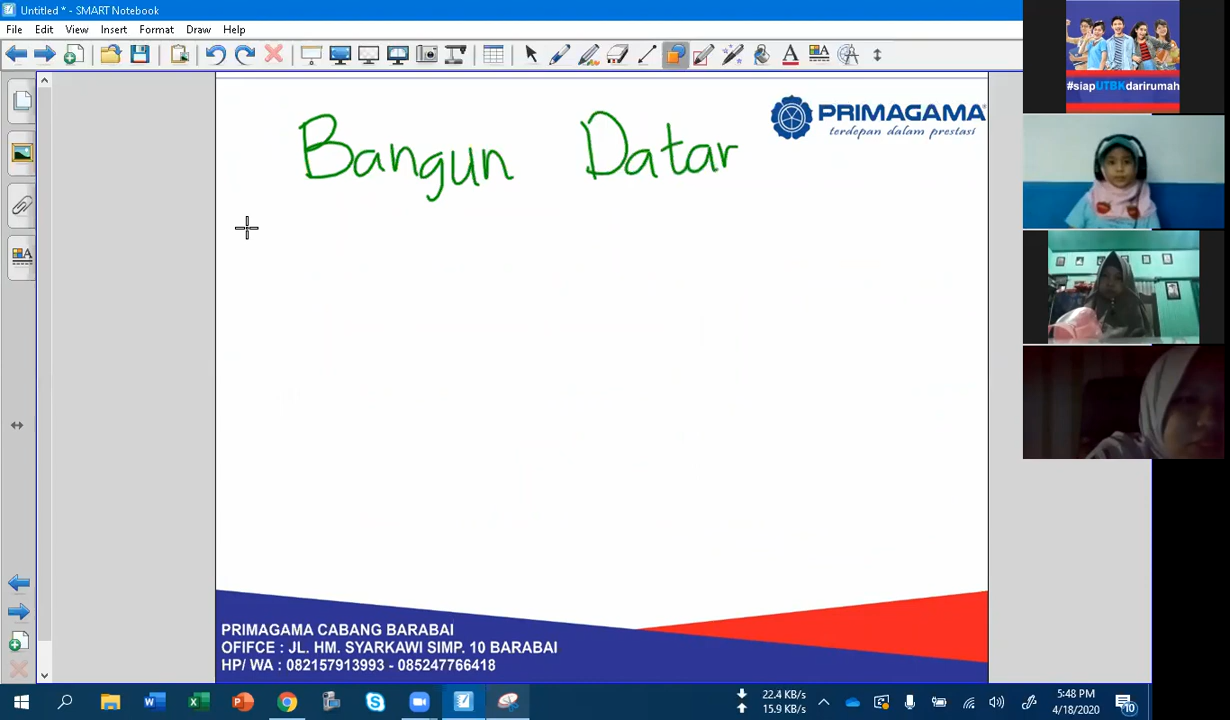 Untitled * - SMART Notebook
File Edit View Insert Format Draw Help
#siapUTBKdarirumah
PRIMAGAMA
terdepan dalam prestasi
Bangun Datar
PRIMAGAMA CABANG BARABAI
OFIFCE : JL. HM. SYARKAWI SIMP. 10 BARABAI
HP/ WA : 082157913993 - 085247766418
22.4 KB/s
15.9 KB/s
5:48 PM
4/18/2020
10